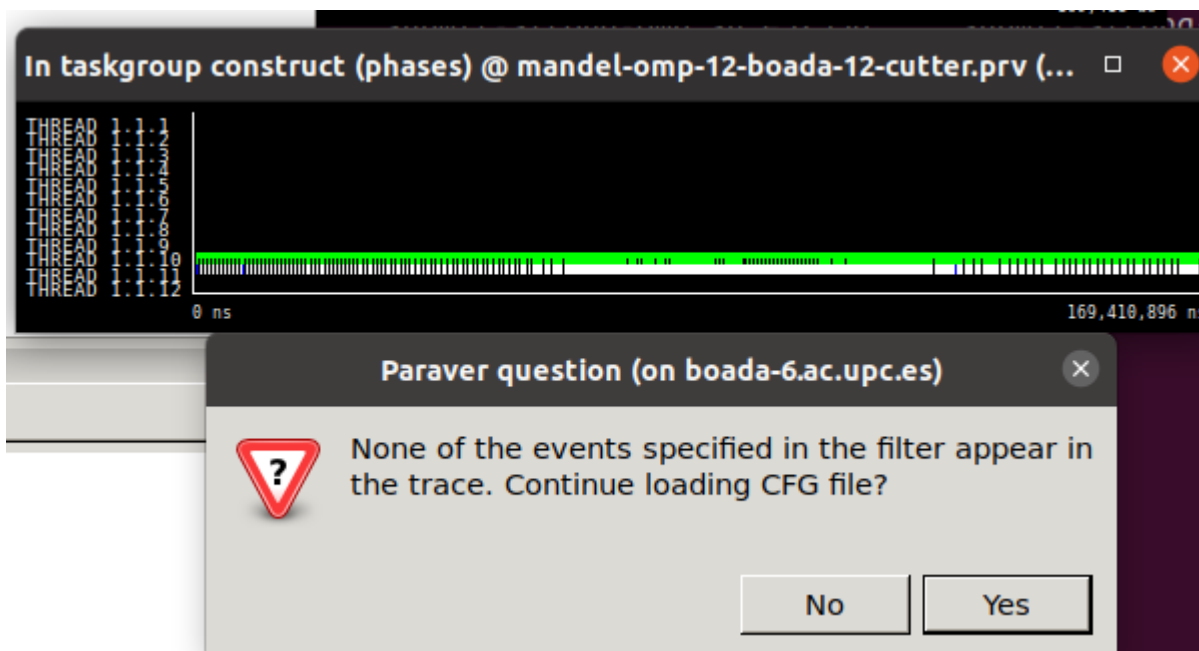 In taskgroup construct (phases) @ mandel-omp-12-boada-12-cutter.prv (...
THREAD 1.1.1
THREAD 1.1.2
THREAD 1.1.3
THREAD 1.1.4
THREAD 1.1.5
THREAD 1.1.6
THREAD 1.1.7
THREAD 1.1.8
THREAD 1.1.9
THREAD 1.1.10
THREAD 1.1.11
THREAD 1.1.12
0 ns
169,410,896 ns
Paraver question (on boada-6.ac.upc.es)
?
None of the events specified in the filter appear in
the trace. Continue loading CFG file?
No
Yes